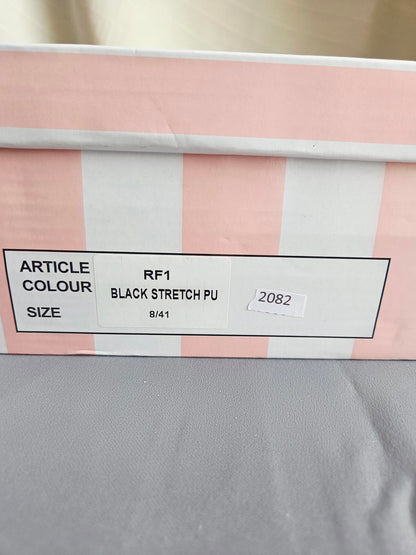 ARTICLE RF1
COLOUR BLACK STRETCH PU
SIZE 8/41
2082